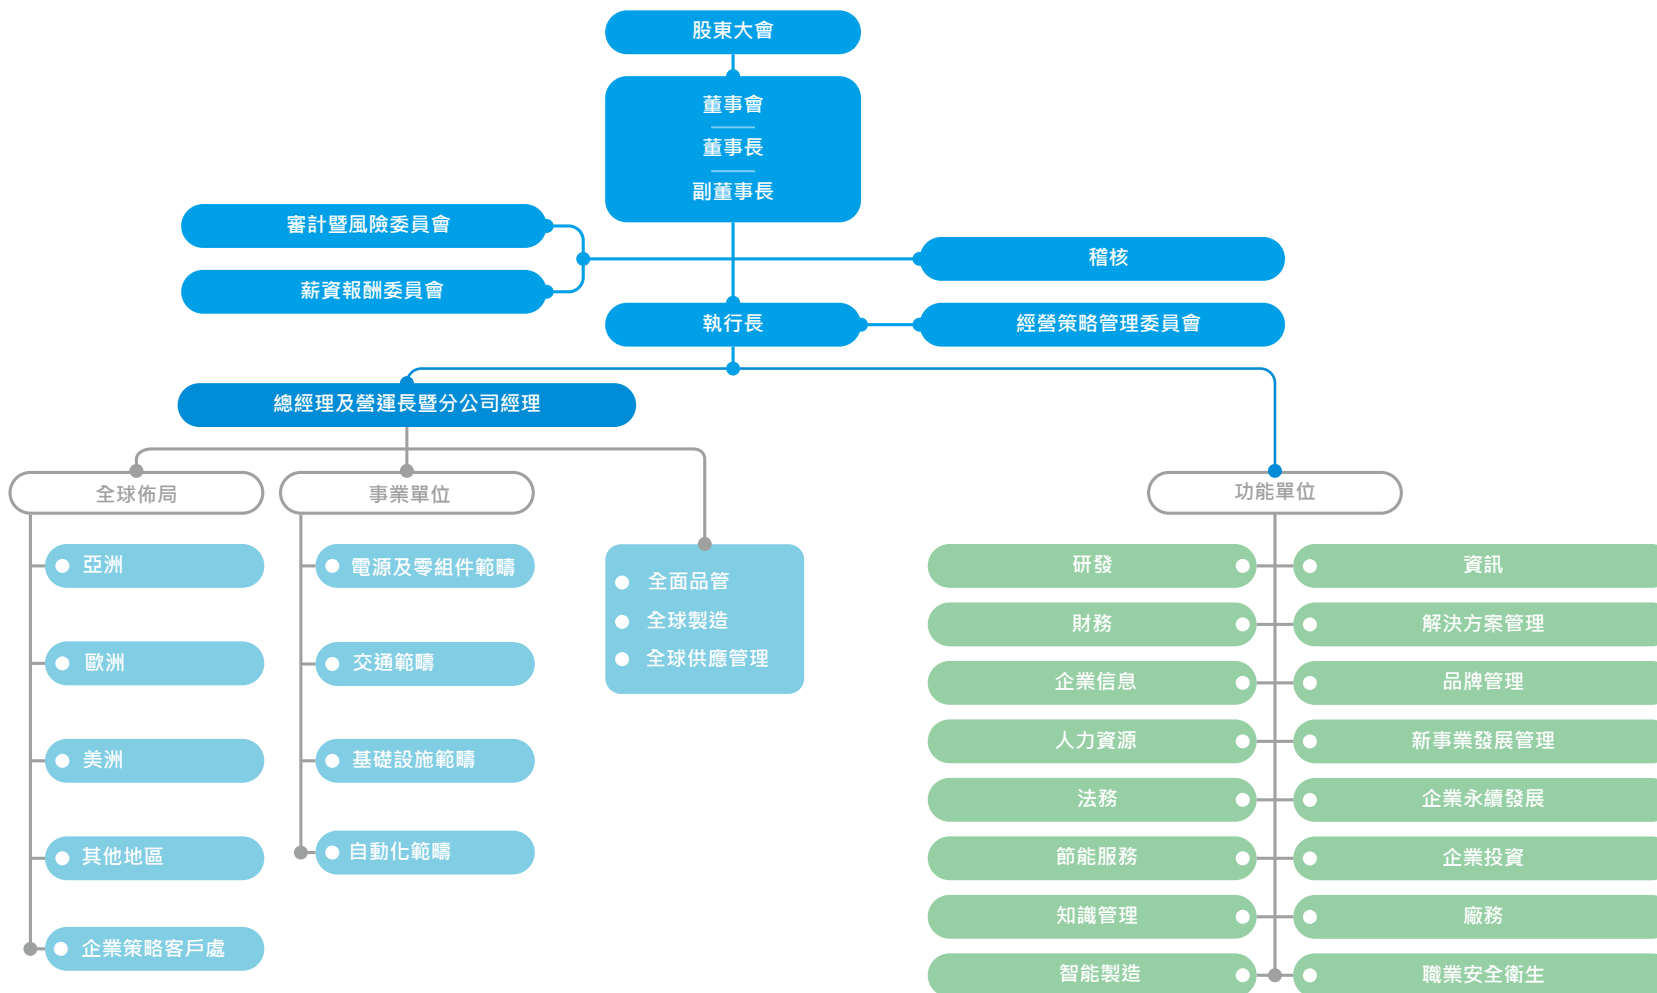 股東大會
董事會
董事長
副董事長
審計暨風險委員會
稽核
薪資報酬委員會
執行長
經營策略管理委員會
總經理及營運長暨分公司經理
全球佈局
亞洲
歐洲
美洲
其他地區
企業策略客戶處
事業單位
電源及零組件範疇
交通範疇
基礎設施範疇
自動化範疇
全面品管
全球製造
全球供應管理
功能單位
研發
資訊
財務
解決方案管理
企業信息
品牌管理
人力資源
新事業發展管理
法務
企業永續發展
節能服務
企業投資
知識管理
廠務
智能製造
職業安全衛生